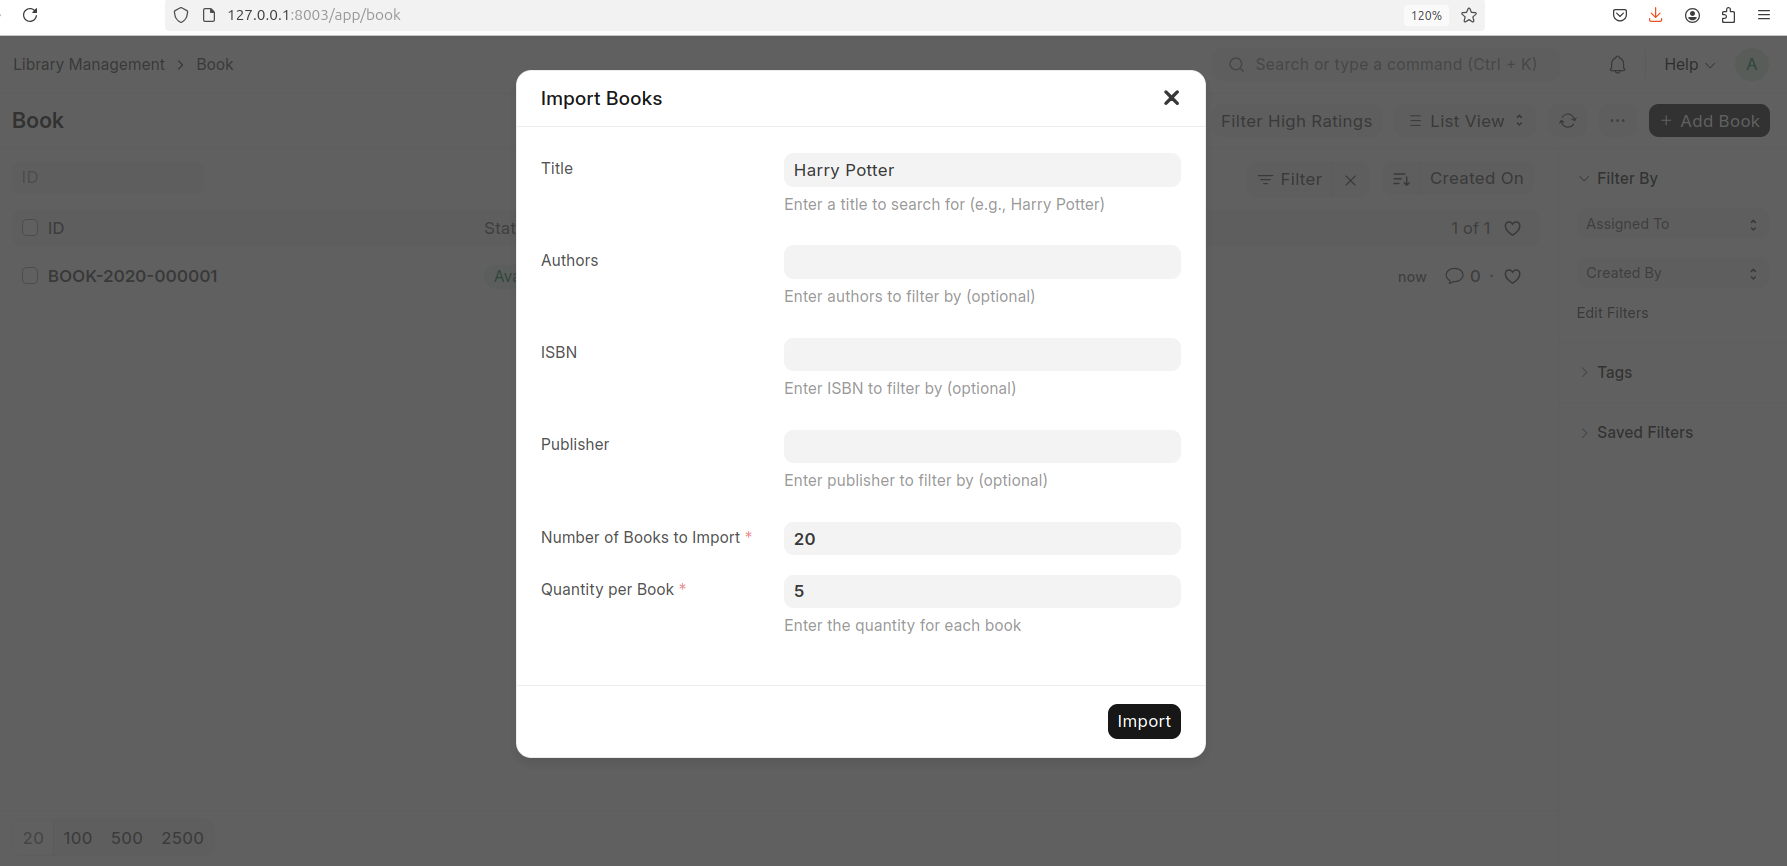 127.0.0.1:8003/app/book
120%
Library Management > Book
Search or type a command (Ctrl + K)
Help
A
Book
Filter High Ratings
List View
+ Add Book
ID
Filter
Created On
ID
Stat
1 of 1
BOOK-2020-000001
Ava
now
0
Filter By
Assigned To
Created By
Edit Filters
Tags
Saved Filters
Import Books
Title
Harry Potter
Enter a title to search for (e.g., Harry Potter)
Authors
Enter authors to filter by (optional)
ISBN
Enter ISBN to filter by (optional)
Publisher
Enter publisher to filter by (optional)
Number of Books to Import *
20
Quantity per Book *
5
Enter the quantity for each book
Import
20 100 500 2500